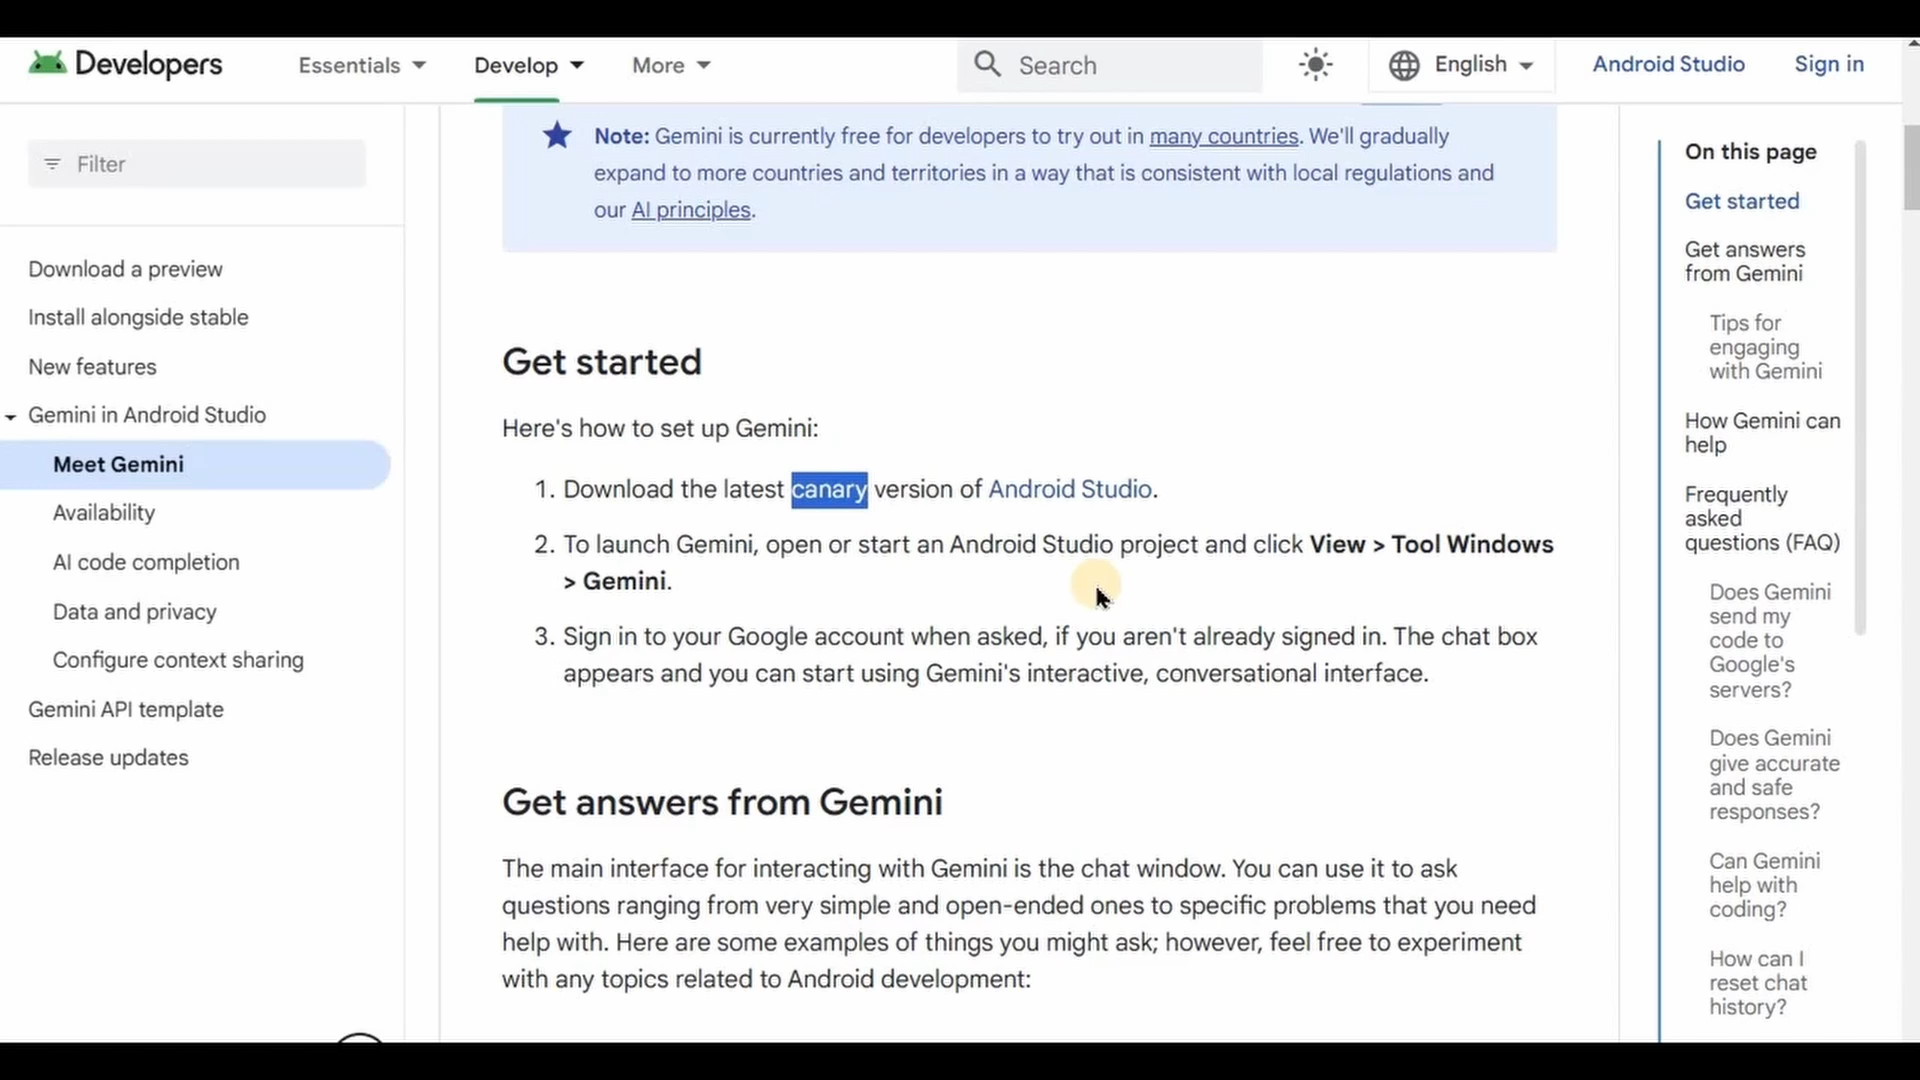 Developers
Essentials
Develop
More
Search
English
Android Studio
Sign in
Filter
Download a preview
Install alongside stable
New features
Gemini in Android Studio
Meet Gemini
Availability
AI code completion
Data and privacy
Configure context sharing
Gemini API template
Release updates
Note: Gemini is currently free for developers to try out in many countries. We'll gradually
expand to more countries and territories in a way that is consistent with local regulations and
our AI principles.
Get started
Here's how to set up Gemini:
1. Download the latest canary version of Android Studio.
2. To launch Gemini, open or start an Android Studio project and click View > Tool Windows
> Gemini.
3. Sign in to your Google account when asked, if you aren't already signed in. The chat box
appears and you can start using Gemini's interactive, conversational interface.
Get answers from Gemini
The main interface for interacting with Gemini is the chat window. You can use it to ask
questions ranging from very simple and open-ended ones to specific problems that you need
help with. Here are some examples of things you might ask; however, feel free to experiment
with any topics related to Android development:
On this page
Get started
Get answers
from Gemini
Tips for
engaging
with Gemini
How Gemini can
help
Frequently
asked
questions (FAQ)
Does Gemini
send my
code to
Google's
servers?
Does Gemini
give accurate
and safe
responses?
Can Gemini
help with
coding?
How can I
reset chat
history?